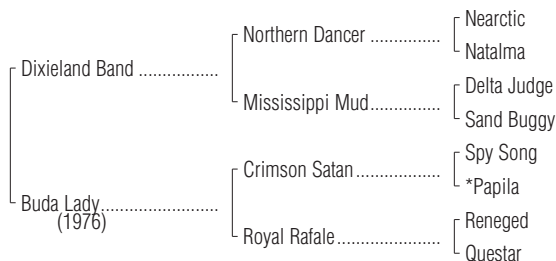 Nearctic
Northern Dancer ..................
Natalma
Dixieland Band ....................
Delta Judge
Mississippi Mud..................
Sand Buggy
Spy Song
Crimson Satan.....................
*Papila
Buda Lady.............................
(1976)
Reneged
Royal Rafale..........................
Questar